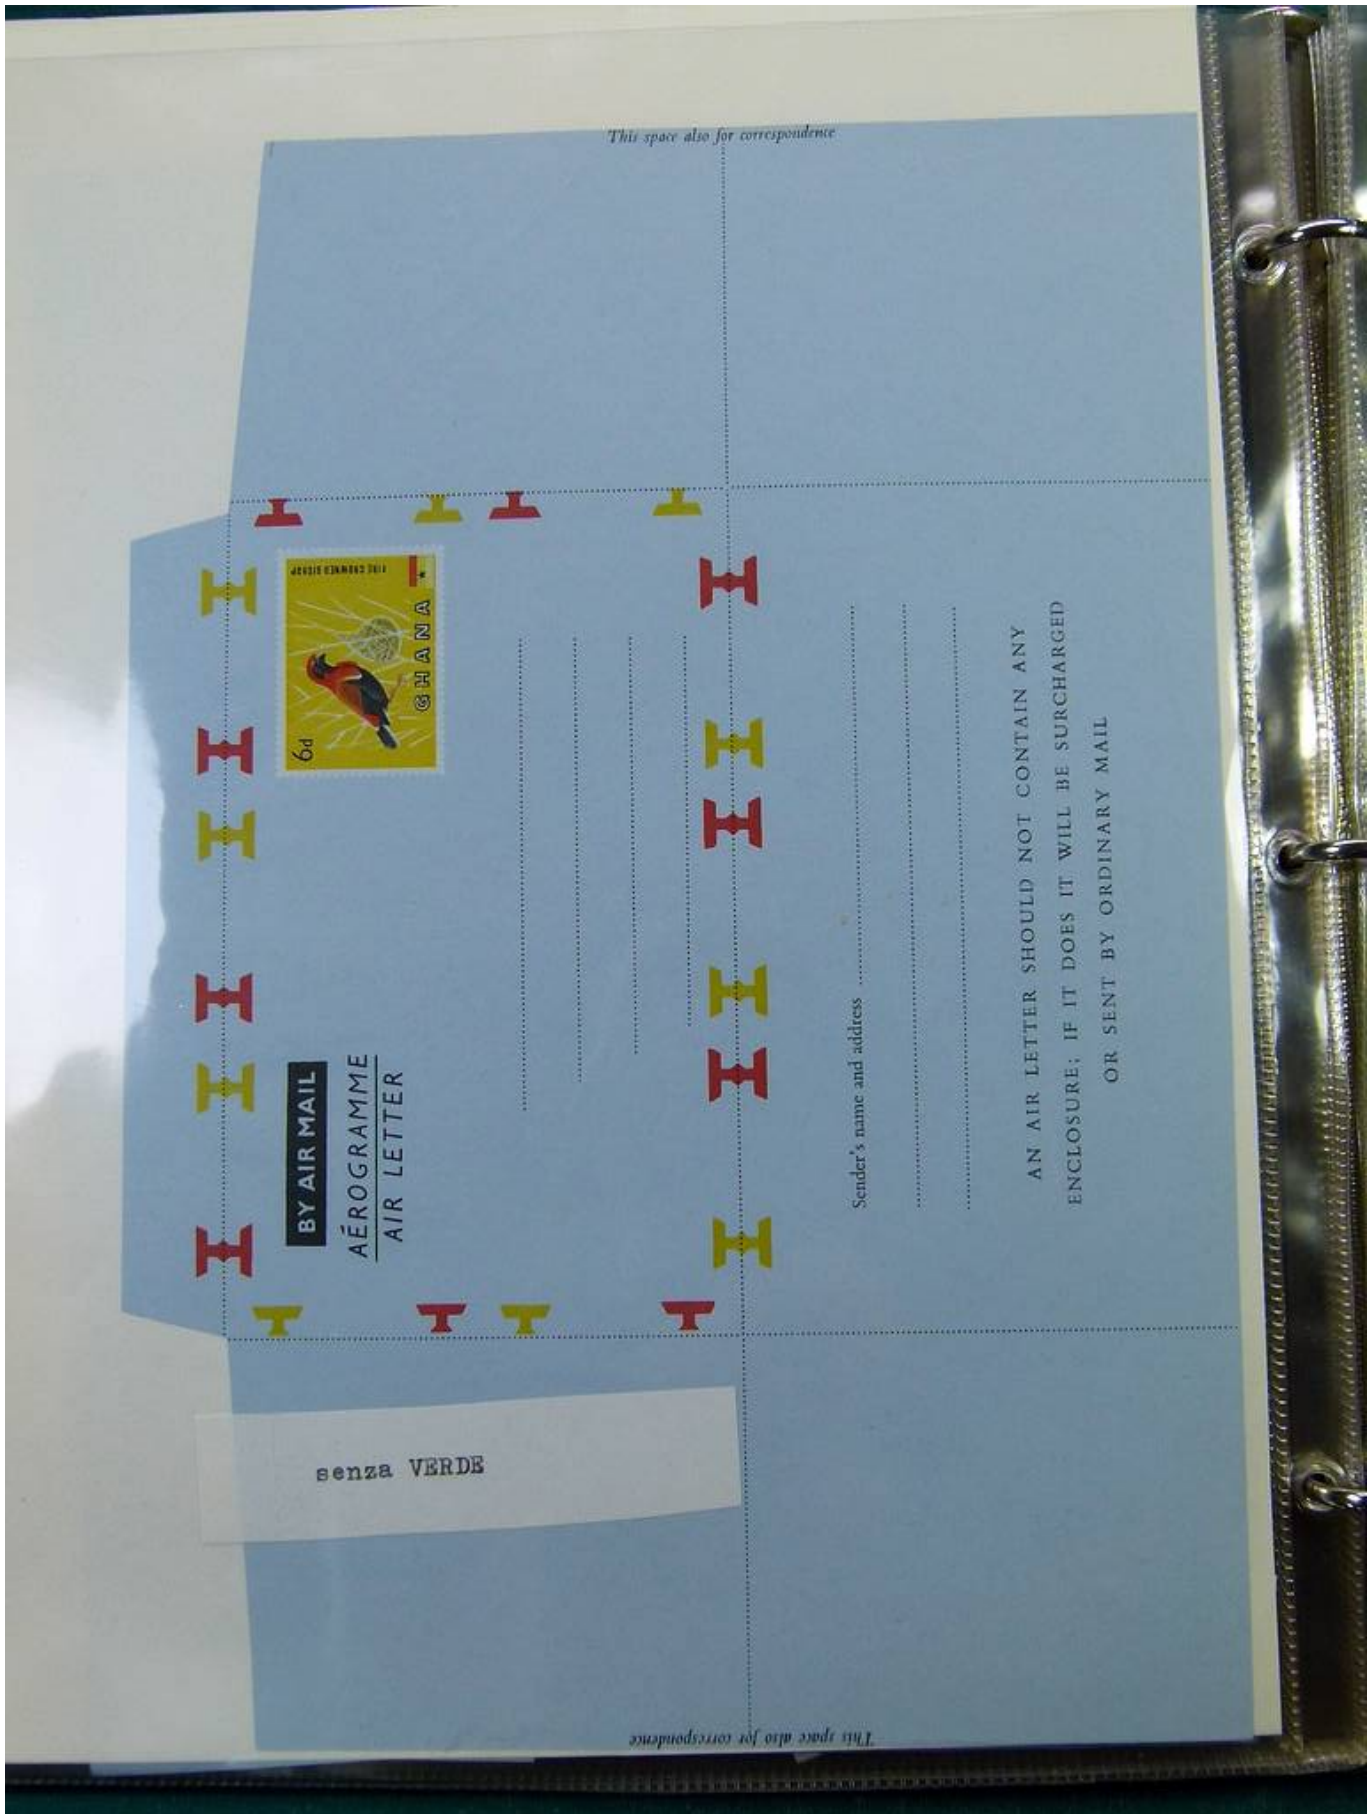 This space also for correspondence
FIRE CROWNED BISHOP
GHANA
6d
BY AIR MAIL
AÉROGRAMME
AIR LETTER
Sender's name and address
AN AIR LETTER SHOULD NOT CONTAIN ANY
ENCLOSURE; IF IT DOES IT WILL BE SURCHARGED
OR SENT BY ORDINARY MAIL
senza VERDE
This space also for correspondence